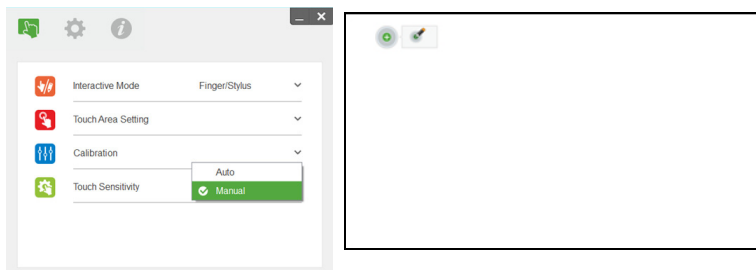 Interactive Mode Finger/Stylus
Touch Area Setting
Calibration
Auto
Touch Sensitivity
Manual